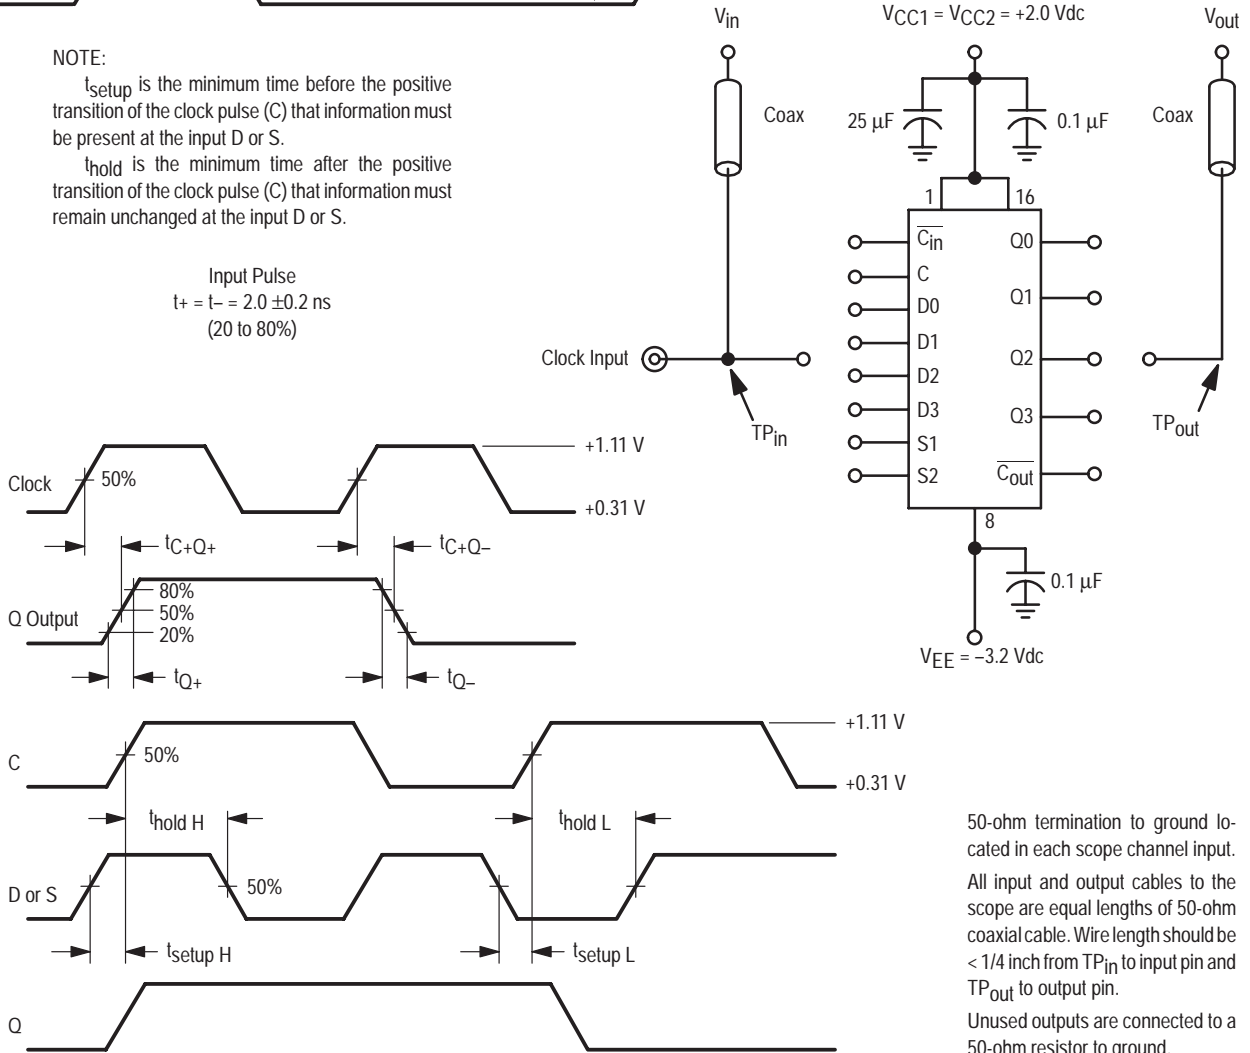 NOTE:
tsetup is the minimum time before the positive
transition of the clock pulse (C) that information must
be present at the input D or S.
thold is the minimum time after the positive
transition of the clock pulse (C) that information must
remain unchanged at the input D or S.
Input Pulse
t+ = t– = 2.0 ±0.2 ns
(20 to 80%)
Vin
VCC1 = VCC2 = +2.0 Vdc
Vout
Coax
25 μF
0.1 μF
Coax
1
16
Cin
C
D0
D1
D2
D3
S1
S2
Q0
Q1
Q2
Q3
Cout
8
Clock Input
TPin
TPout
0.1 μF
VEE = –3.2 Vdc
Clock
50%
+1.11 V
+0.31 V
tC+Q+
tC+Q–
Q Output
80%
50%
20%
tQ+
tQ–
C
50%
+1.11 V
+0.31 V
thold H
thold L
D or S
50%
tsetup H
tsetup L
Q
50-ohm termination to ground lo-
cated in each scope channel input.
All input and output cables to the
scope are equal lengths of 50-ohm
coaxial cable. Wire length should be
< 1/4 inch from TPin to input pin and
TPout to output pin.
Unused outputs are connected to a
50-ohm resistor to ground.